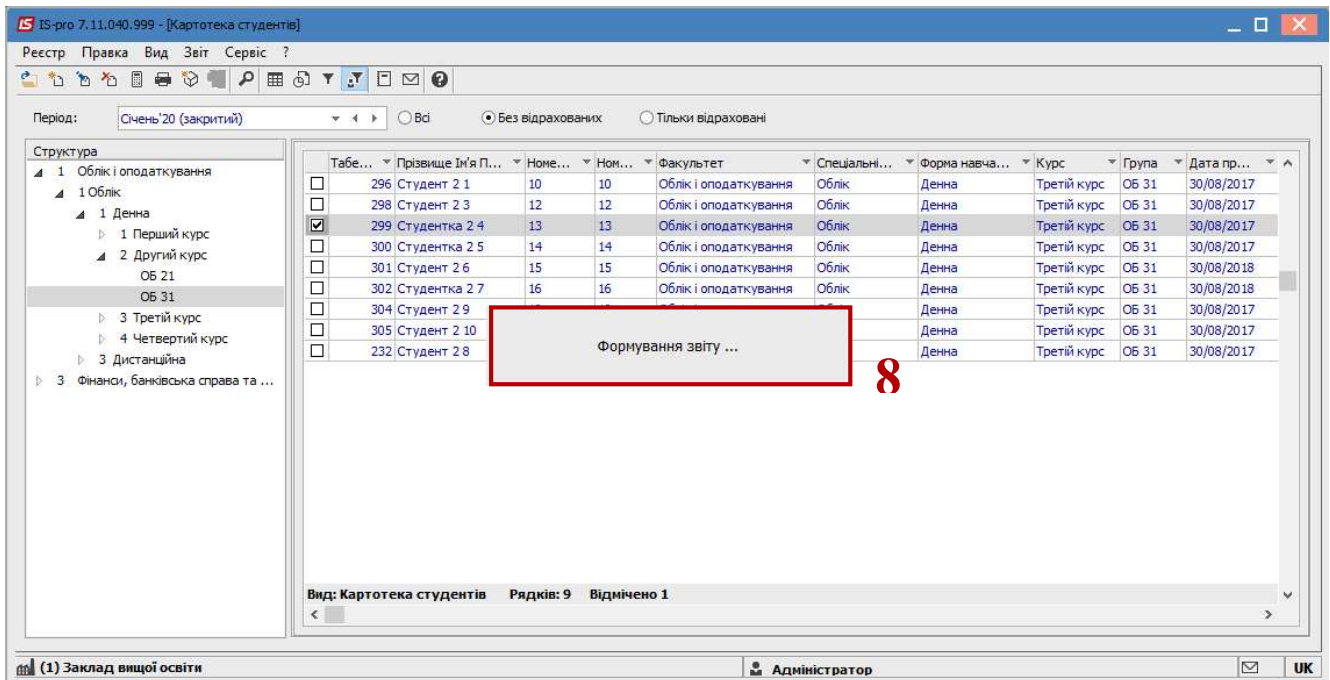 IS-pro 7.11.040.999 - [Картотека студентів]
Реєстр Правка Вид Звіт Сервіс ?
Період: Січень'20 (закритий) Всі Без відрахованих Тільки відраховані
Структура
1 Облік і оподаткування
1 Облік
1 Денна
1 Перший курс
2 Другий курс
ОБ 21
ОБ 31
3 Третій курс
4 Четвертий курс
3 Дистанційна
3 Фінанси, банківська справа та ...
Табе... Прізвище Ім'я П... Номе... Ном... Факультет Спеціальні... Форма навча... Курс Група Дата пр...
296 Студент 2 1 10 10 Облік і оподаткування Облік Денна Третій курс ОБ 31 30/08/2017
298 Студент 2 3 12 12 Облік і оподаткування Облік Денна Третій курс ОБ 31 30/08/2017
299 Студентка 2 4 13 13 Облік і оподаткування Облік Денна Третій курс ОБ 31 30/08/2017
300 Студентка 2 5 14 14 Облік і оподаткування Облік Денна Третій курс ОБ 31 30/08/2017
301 Студент 2 6 15 15 Облік і оподаткування Облік Денна Третій курс ОБ 31 30/08/2018
302 Студентка 2 7 16 16 Облік і оподаткування Облік Денна Третій курс ОБ 31 30/08/2018
304 Студент 2 9 Денна Третій курс ОБ 31 30/08/2017
305 Студент 2 10 Денна Третій курс ОБ 31 30/08/2017
232 Студент 2 8 Денна Третій курс ОБ 31 30/08/2017
Формування звіту ...
8
Вид: Картотека студентів Рядків: 9 Відмічено 1
(1) Заклад вищої освіти Адміністратор UK